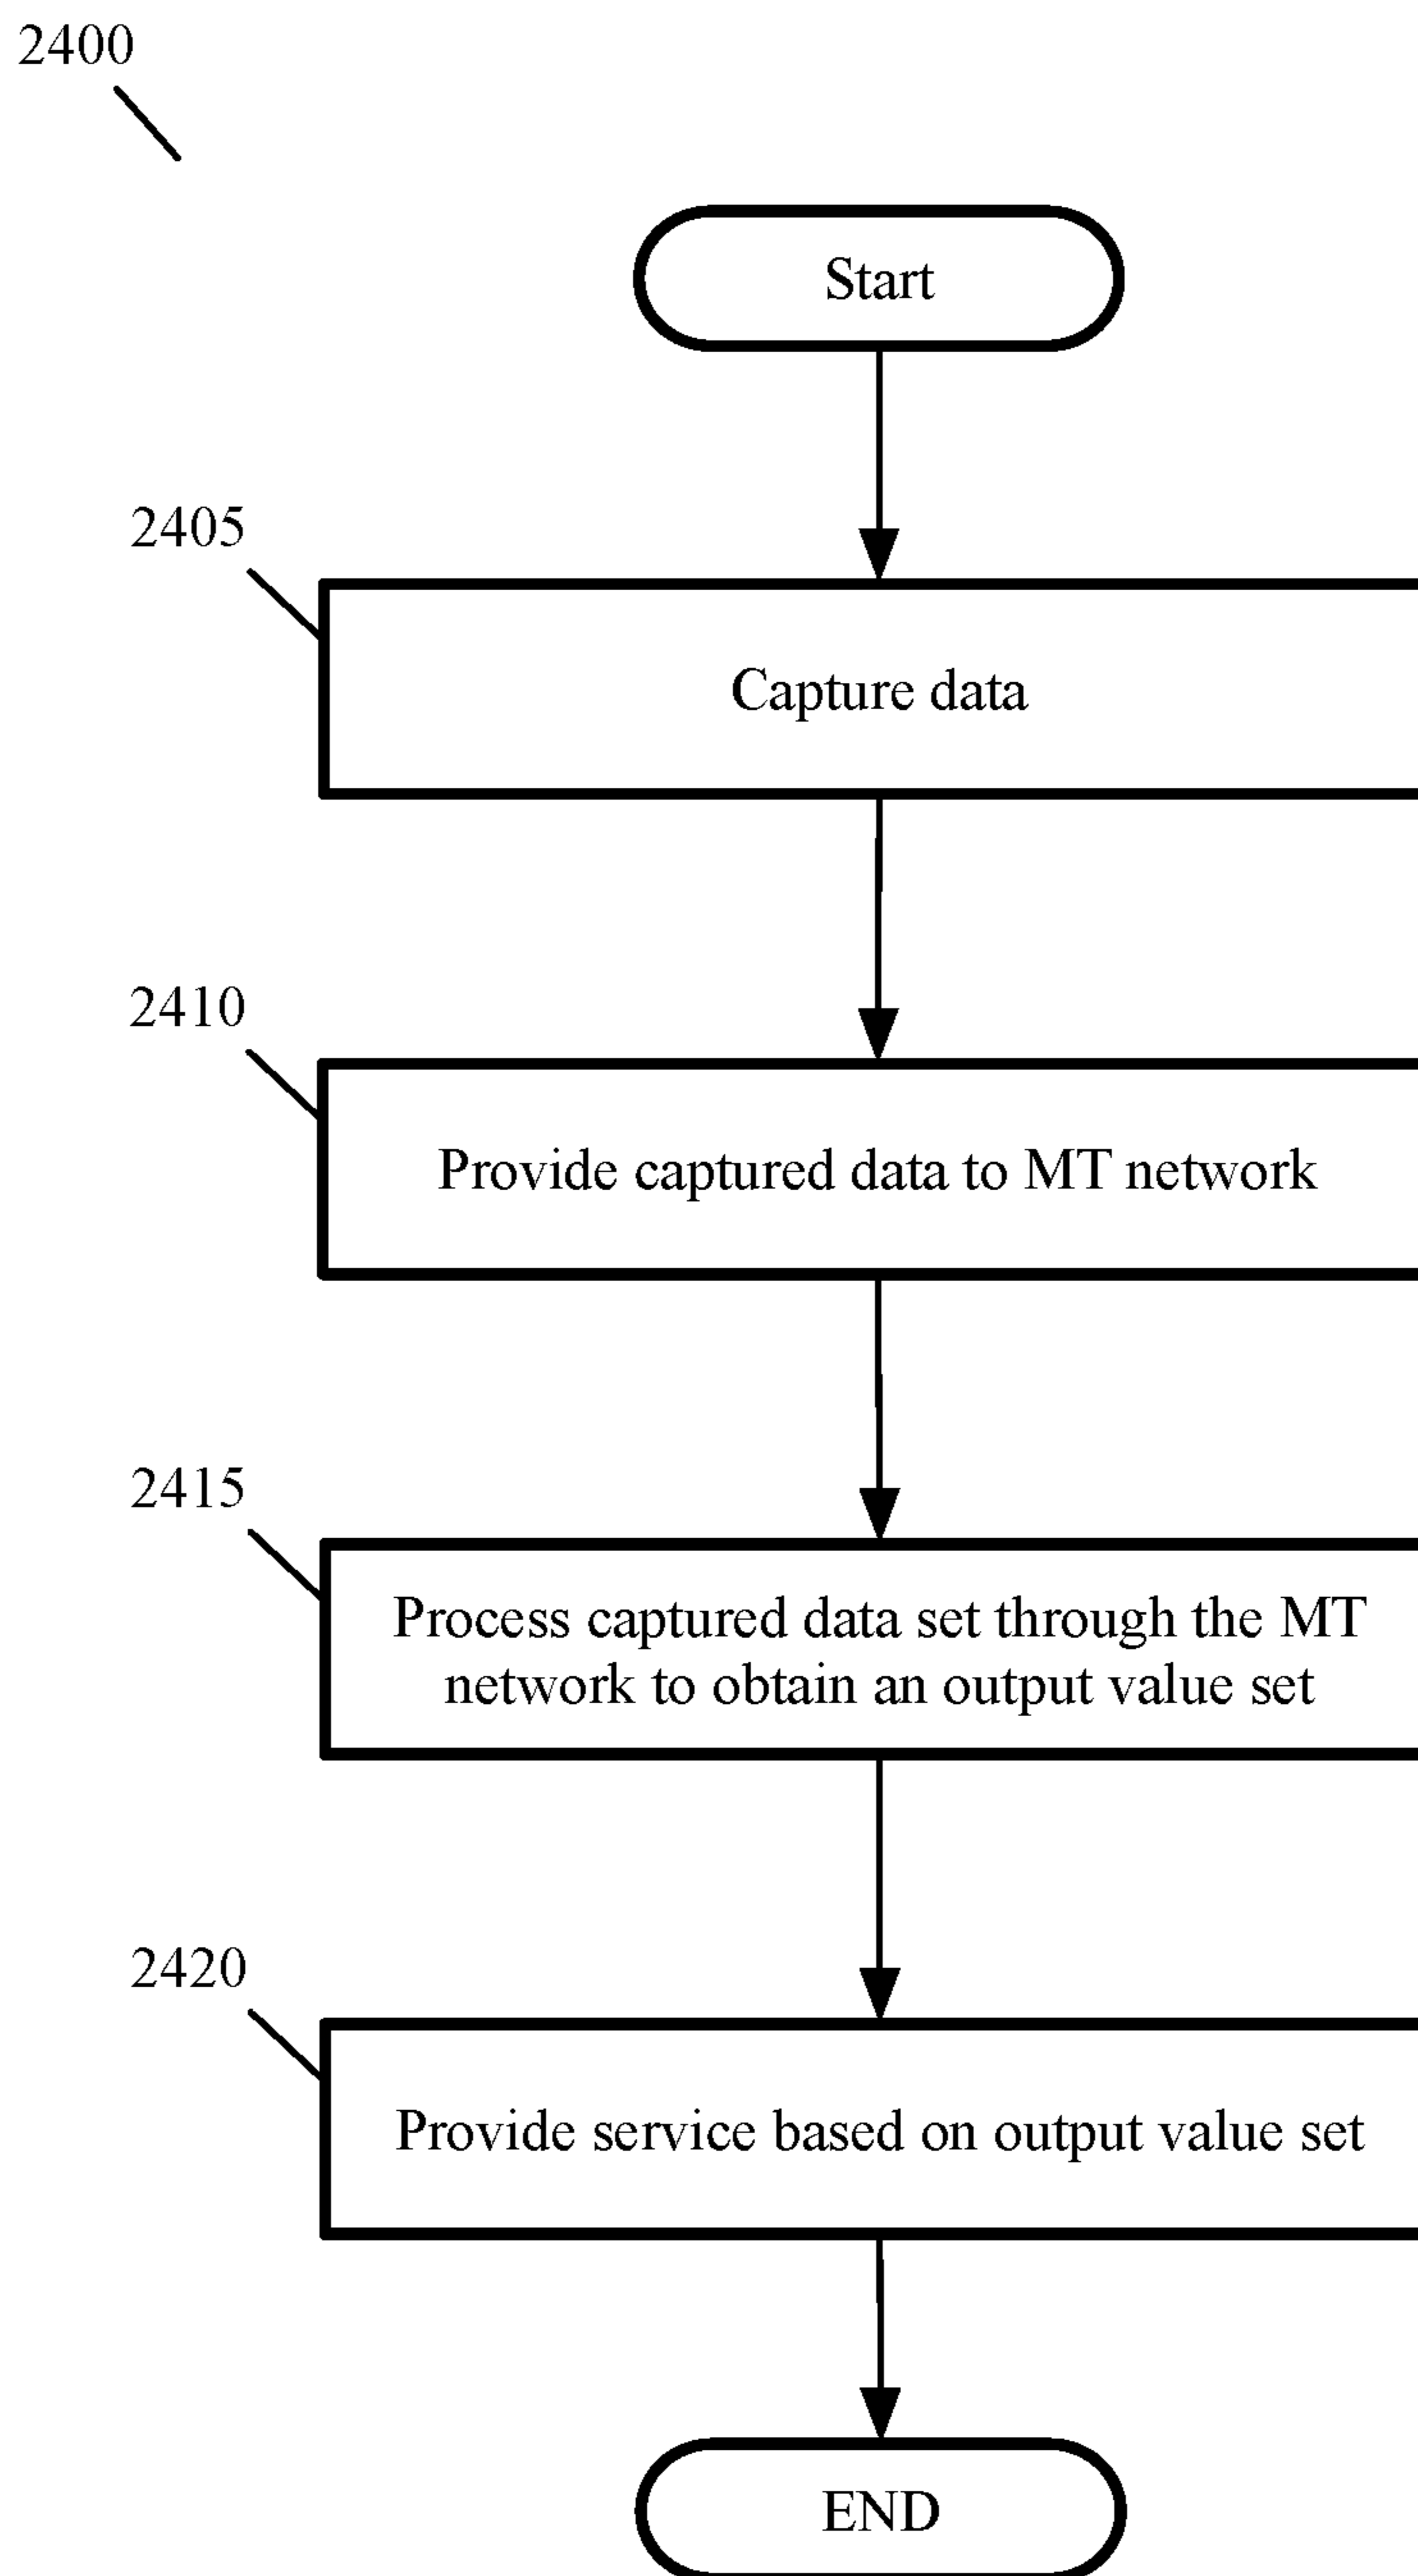 2400
Start
2405
Capture data
2410
Provide captured data to MT network
2415
Process captured data set through the MT
network to obtain an output value set
2420
Provide service based on output value set
END